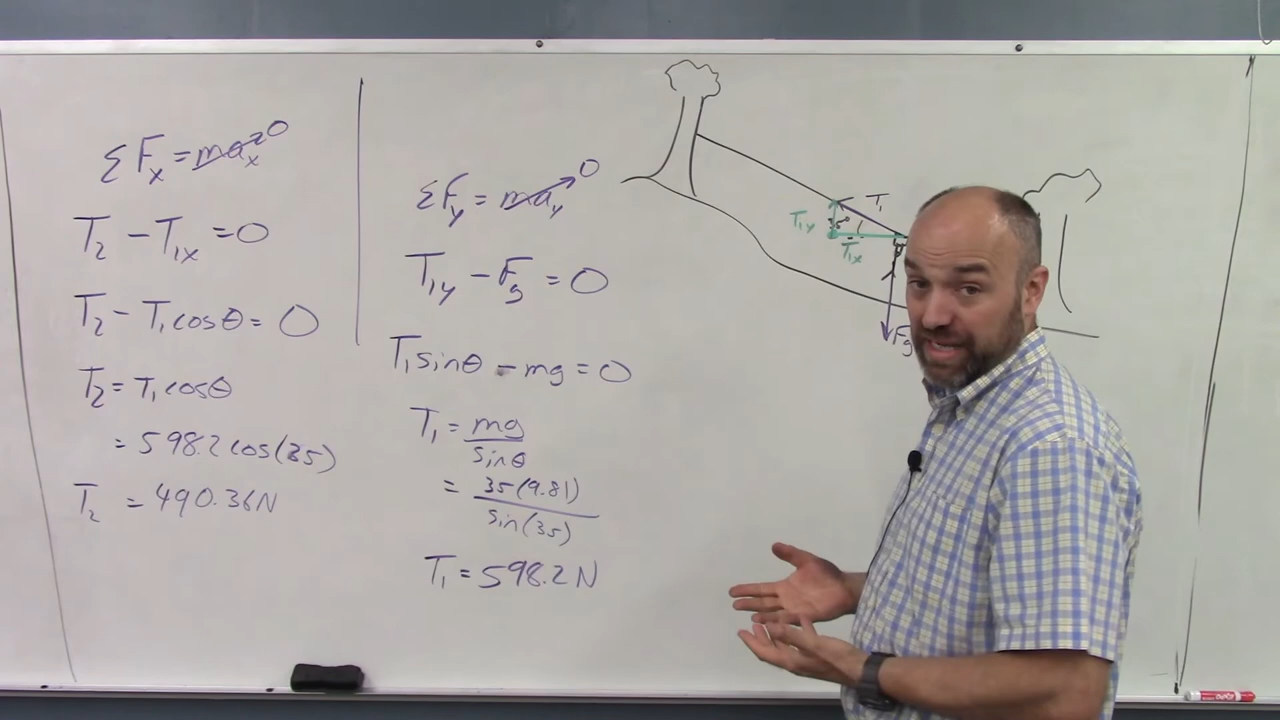 ΣFx = max 0
T2 - T1x = 0
T2 - T1cosθ = 0
T2 = T1cosθ
= 598.2cos(35)
T2 = 490.36N
ΣFy = may 0
T1y - Fg = 0
T1sinθ - mg = 0
T1 = mg
sinθ
= 35(9.81)
sin(35)
T1 = 598.2N
T1
T1y
35°
T1x
Fg